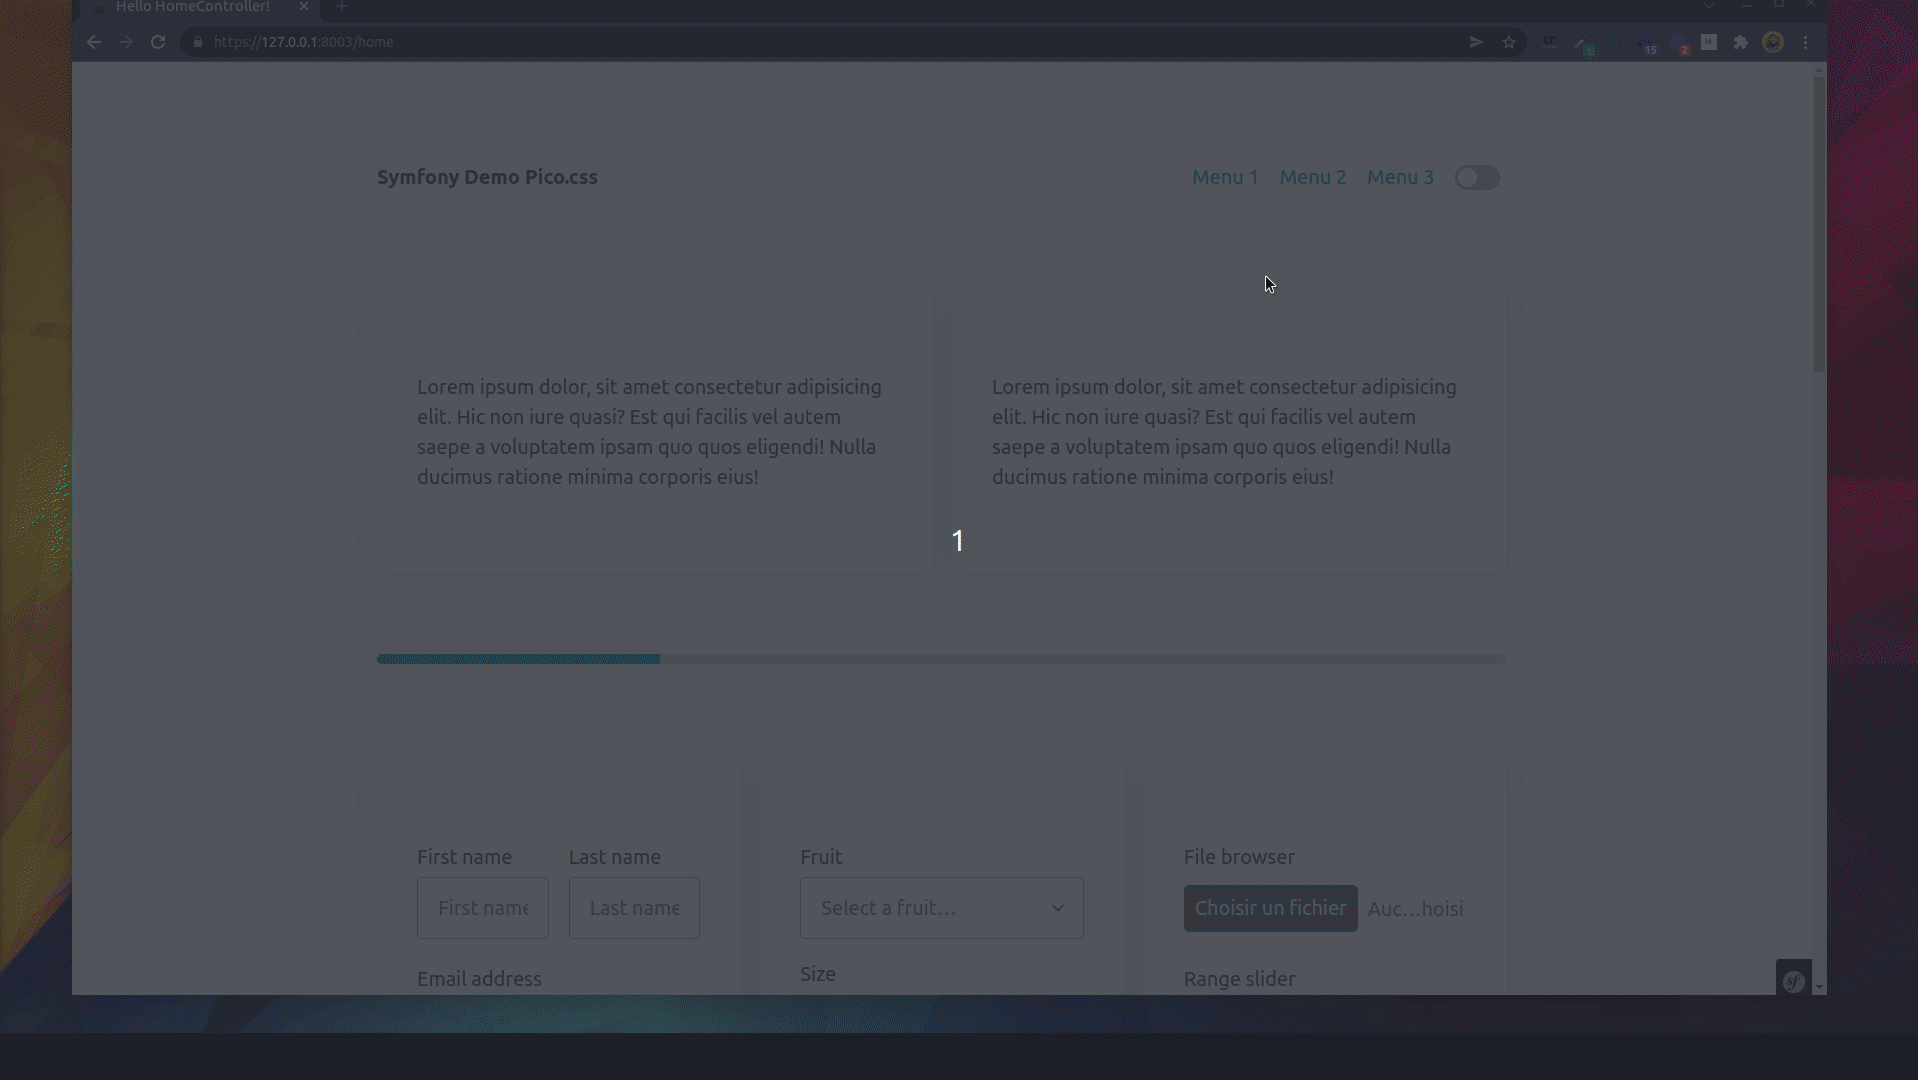 Hello HomeController!
https://127.0.0.1:8003/home
15
2
Symfony Demo Pico.css
Menu 1 Menu 2 Menu 3
Lorem ipsum dolor, sit amet consectetur adipisicing
elit. Hic non iure quasi? Est qui facilis vel autem
saepe a voluptatem ipsam quo quos eligendi! Nulla
ducimus ratione minima corporis eius!
Lorem ipsum dolor, sit amet consectetur adipisicing
elit. Hic non iure quasi? Est qui facilis vel autem
saepe a voluptatem ipsam quo quos eligendi! Nulla
ducimus ratione minima corporis eius!
1
First name Last name
First name Last name
Email address
Fruit
Select a fruit…
Size
File browser
Choisir un fichier Auc…hoisi
Range slider
sf